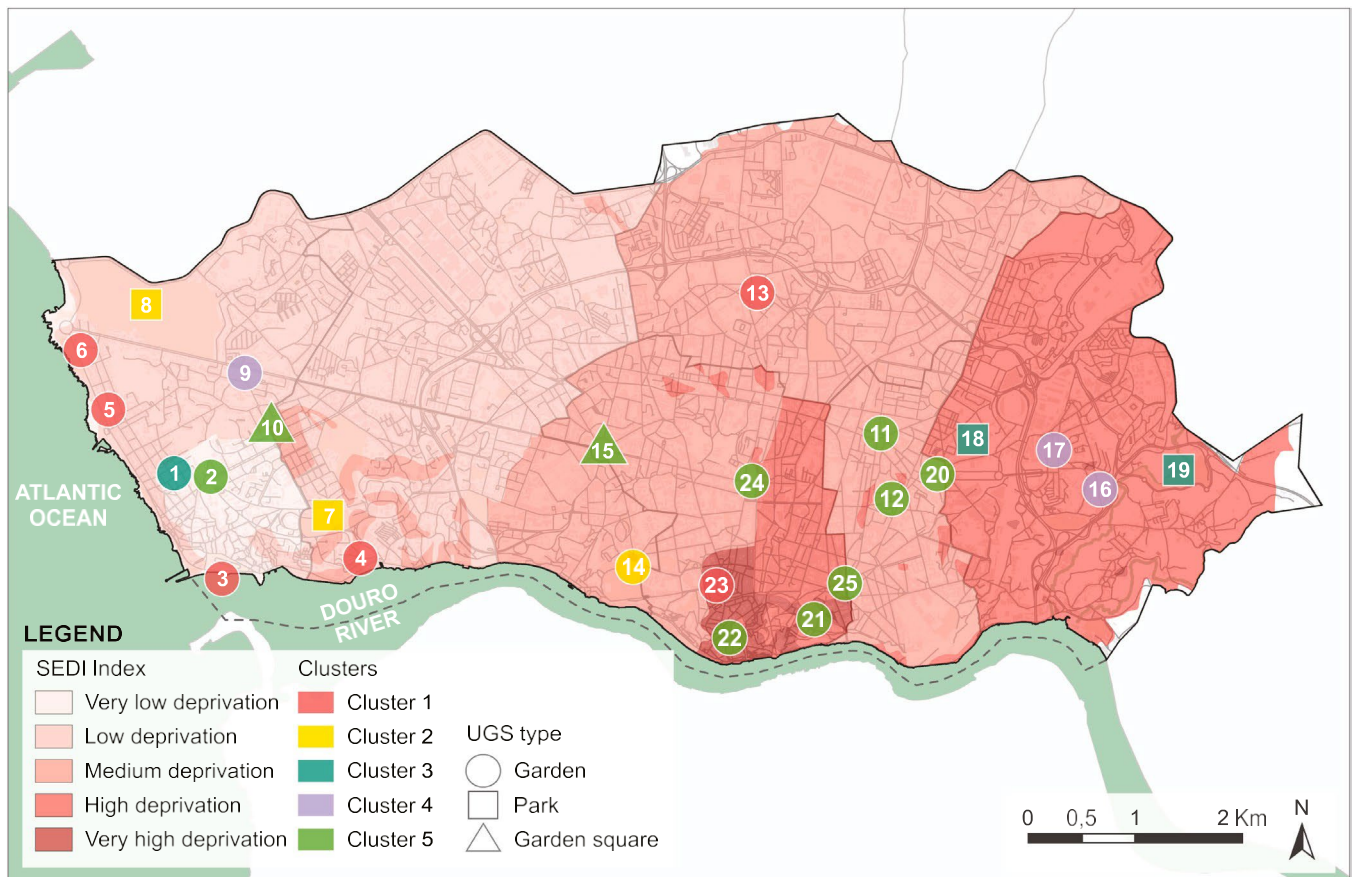 13
8
6
9
5
10
11
15
18
17
19
1
2
20
24
16
12
ATLANTIC
OCEAN
7
4
14
3
23
25
DOURO
RIVER
21
22
LEGEND
SEDI Index
Very low deprivation
Low deprivation
Medium deprivation
High deprivation
Very high deprivation
Clusters
Cluster 1
Cluster 2
Cluster 3
Cluster 4
Cluster 5
UGS type
Garden
Park
Garden square
0 0,5 1 2 Km
N